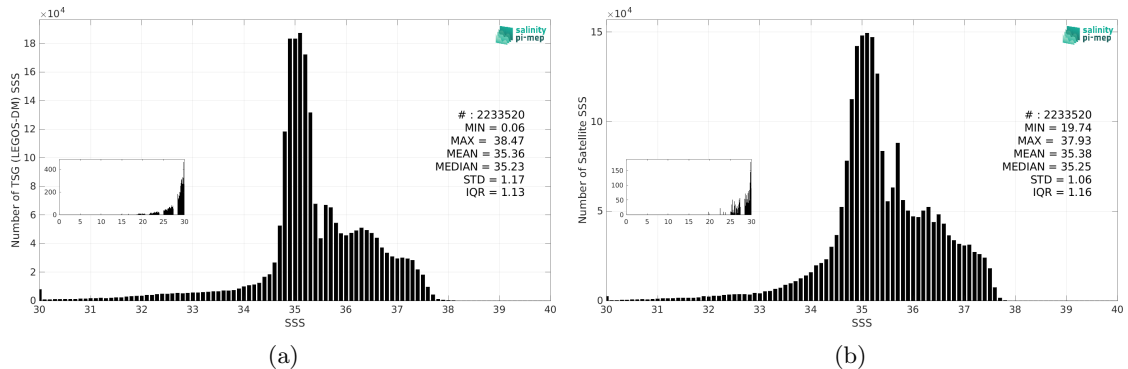 ×10⁴
18
16
14
12
10
8
6
4
2
0
Number of TSG (LEGOS-DM) SSS
salinity
pi-mep
# : 2233520
MIN = 0.06
MAX = 38.47
MEAN = 35.36
MEDIAN = 35.23
STD = 1.17
IQR = 1.13
400
200
0
0 5 10 15 20 25 30
30 31 32 33 34 35 36 37 38 39 40
SSS
(a)
×10⁴
15
10
5
0
Number of Satellite SSS
salinity
pi-mep
# : 2233520
MIN = 19.74
MAX = 37.93
MEAN = 35.38
MEDIAN = 35.25
STD = 1.06
IQR = 1.16
150
100
50
0
0 5 10 15 20 25 30
30 31 32 33 34 35 36 37 38 39 40
SSS
(b)